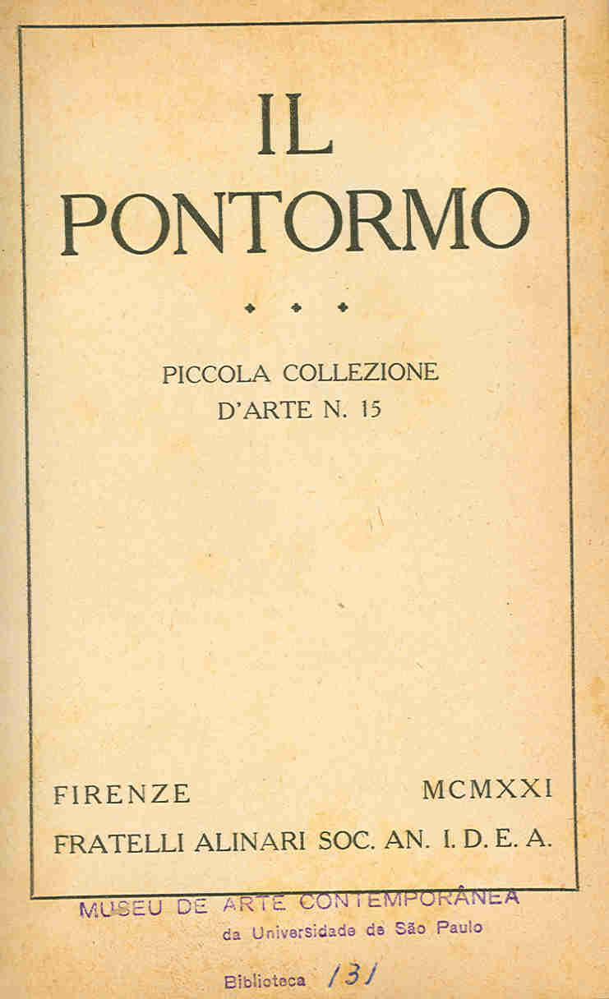 IL
PONTORMO
PICCOLA COLLEZIONE
D'ARTE N. 15
FIRENZE MCMXXI
FRATELLI ALINARI SOC. AN. I. D. E. A.
MUSEU DE ARTE CONTEMPORÂNEA
da Universidade de São Paulo
Biblioteca 131